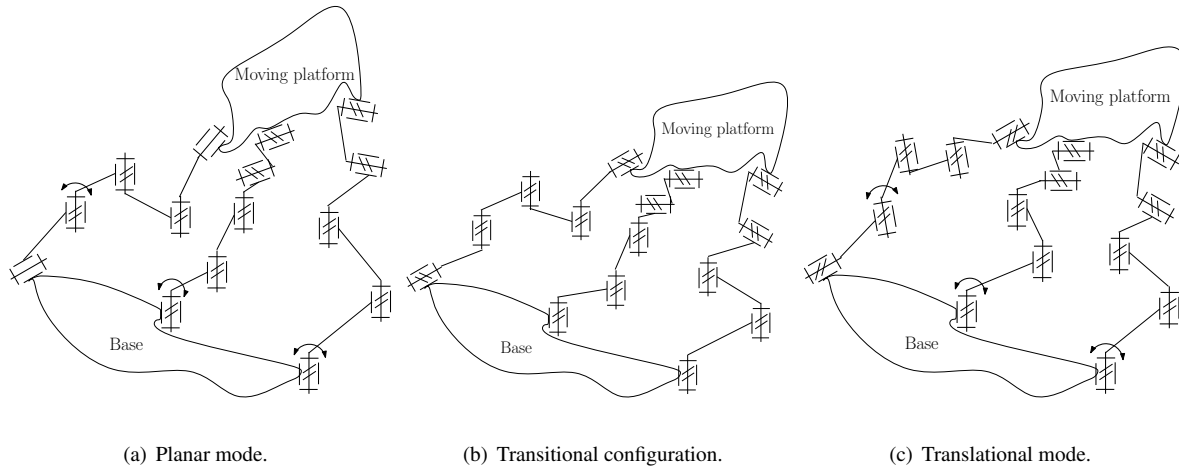 Moving platform
Base
Moving platform
Base
Moving platform
Base
(a) Planar mode.
(b) Transitional configuration.
(c) Translational mode.